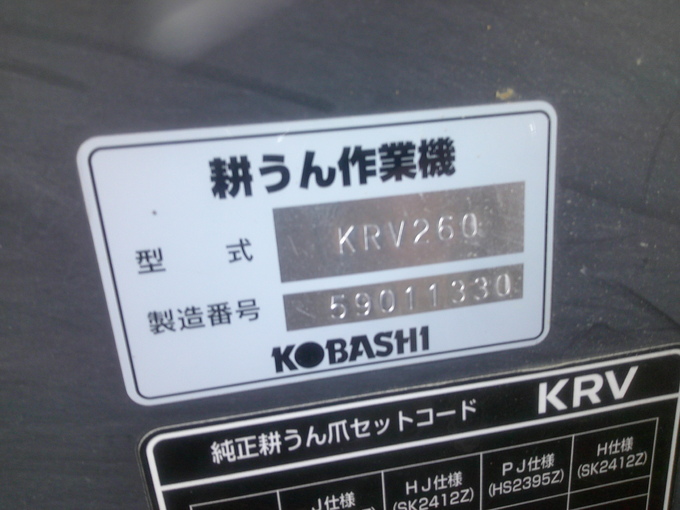 耕うん作業機
型 式 KRV260
製造番号 59011330
KOBASHI
純正耕うん爪セットコード KRV
J仕様 HJ仕様 PJ仕様 H仕様
(SK2412Z) (HS2395Z) (SK2412Z)